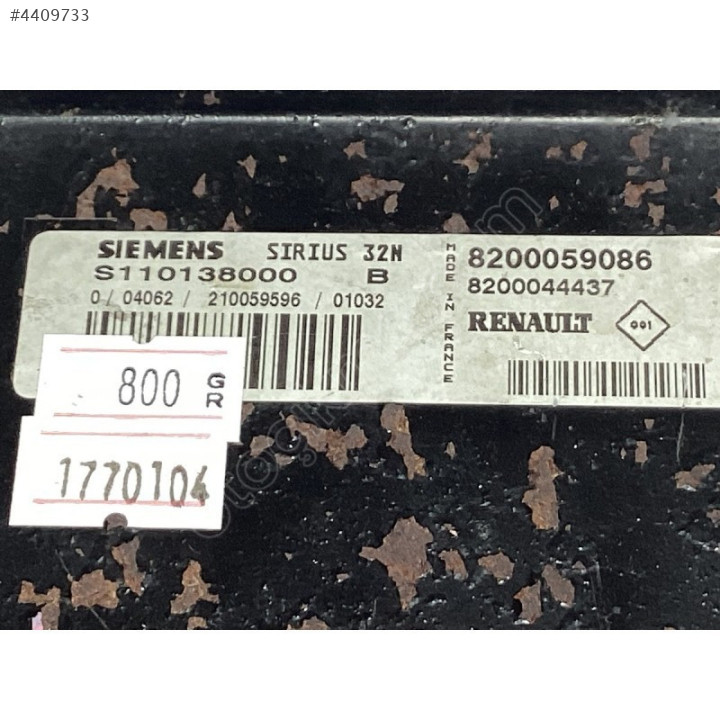 #4409733
SIEMENS SIRIUS 32N
S110138000 B
0 / 04062 / 210059596 / 01032
MADE IN FRANCE
8200059086
8200044437
RENAULT 001
800 GR
1770104